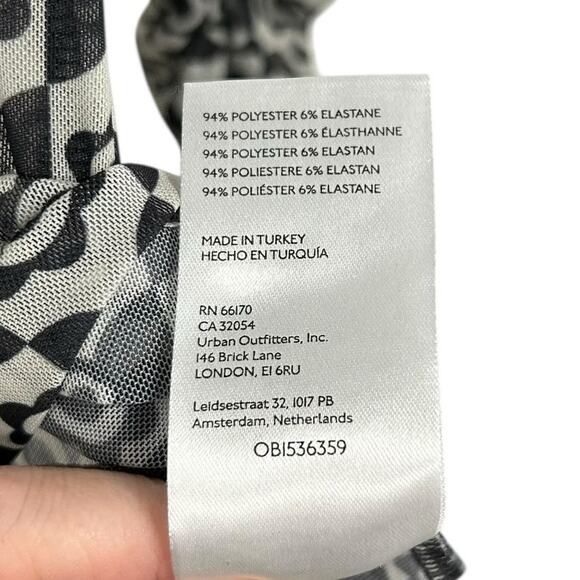 94% POLYESTER 6% ELASTANE
94% POLYESTER 6% ÉLASTHANNE
94% POLYESTER 6% ELASTAN
94% POLIESTERE 6% ELASTAN
94% POLIÉSTER 6% ELASTANE
MADE IN TURKEY
HECHO EN TURQUÍA
RN 66170
CA 32054
Urban Outfitters, Inc.
146 Brick Lane
LONDON, E1 6RU
Leidsestraat 32, 1017 PB
Amsterdam, Netherlands
OB1536359